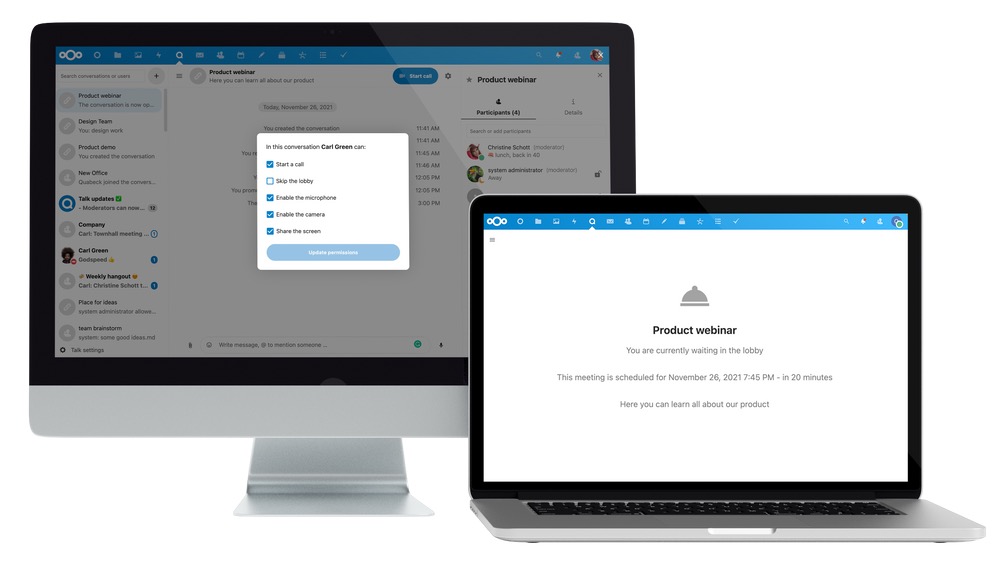 Search conversations or users
Product webinar
The conversation is now op...
Design Team
You: design work
Product demo
You created the conversation
New Office
Quabeck joined the convers...
Talk updates ✅
- Moderators can now...
12
Company
Carl: Townhall meeting ...
1
Carl Green
Godspeed 👍
1
Weekly hangout
Carl: Christine Schott t...
1
Place for ideas
system administrator allowe...
team brainstorm
system: some good ideas.md
Talk settings
Product webinar
Here you can learn all about our product
Start call
Today, November 26, 2021
You created the conversation
11:41 AM
11:41 AM
You re
11:45 AM
11:46 AM
Y
12:05 PM
You promo
12:05 PM
The
3:00 PM
In this conversation Carl Green can:
Start a call
Skip the lobby
Enable the microphone
Enable the camera
Share the screen
Update permissions
Write message, @ to mention someone ...
Product webinar
Participants (4)
Details
Search or add participants
Christine Schott (moderator)
lunch, back in 40
system administrator (moderator)
Away
Product webinar
You are currently waiting in the lobby
This meeting is scheduled for November 26, 2021 7:45 PM - in 20 minutes
Here you can learn all about our product